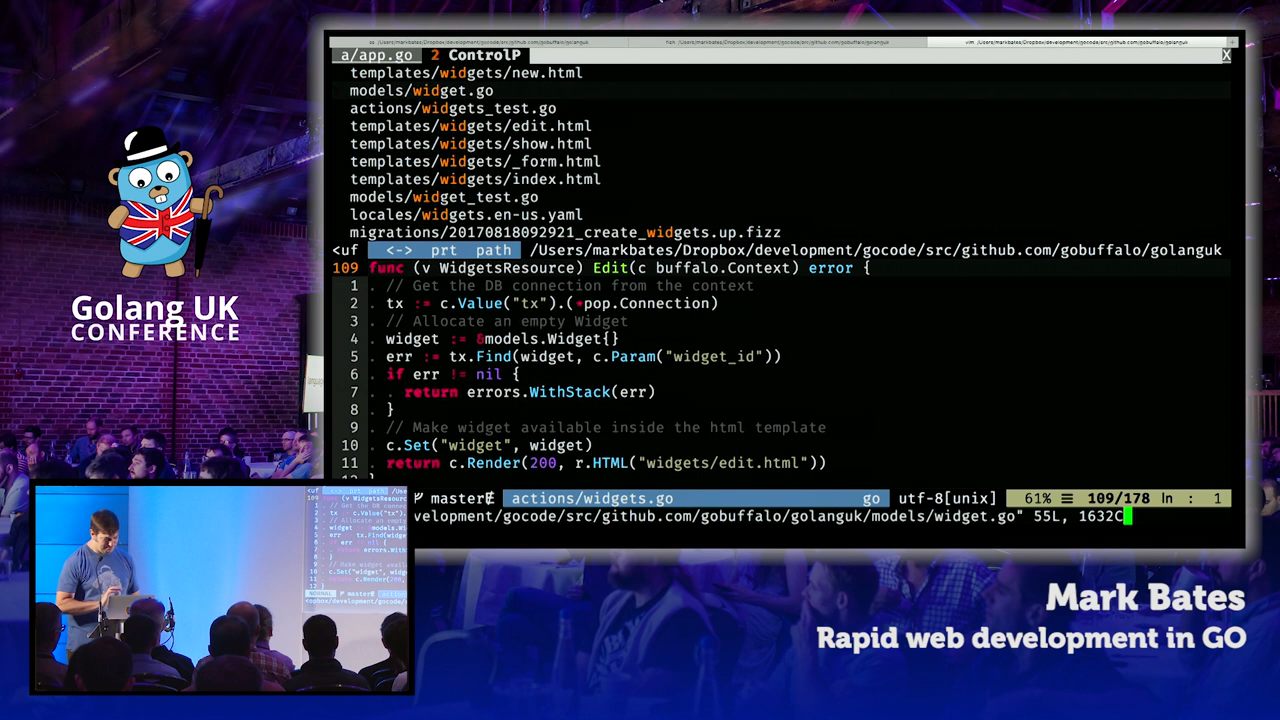 a/app.go 2 ControlP X
templates/widgets/new.html
models/widget.go
actions/widgets_test.go
templates/widgets/edit.html
templates/widgets/show.html
templates/widgets/_form.html
templates/widgets/index.html
models/widget_test.go
locales/widgets.en-us.yaml
migrations/20170818092921_create_widgets.up.fizz
<uf <-> prt path /Users/markbates/Dropbox/development/gocode/src/github.com/gobuffalo/golanguk
109 func (v WidgetsResource) Edit(c buffalo.Context) error {
1 . // Get the DB connection from the context
2 . tx := c.Value("tx").(*pop.Connection)
3 . // Allocate an empty Widget
4 . widget := &models.Widget{}
5 . err := tx.Find(widget, c.Param("widget_id"))
6 . if err != nil {
7 . . return errors.WithStack(err)
8 . }
9 . // Make widget available inside the html template
10 . c.Set("widget", widget)
11 . return c.Render(200, r.HTML("widgets/edit.html"))
master actions/widgets.go go utf-8[unix] 61% ☰ 109/178 ln : 1
velopment/gocode/src/github.com/gobuffalo/golanguk/models/widget.go" 55L, 1632C
Golang UK
CONFERENCE
Mark Bates
Rapid web development in GO